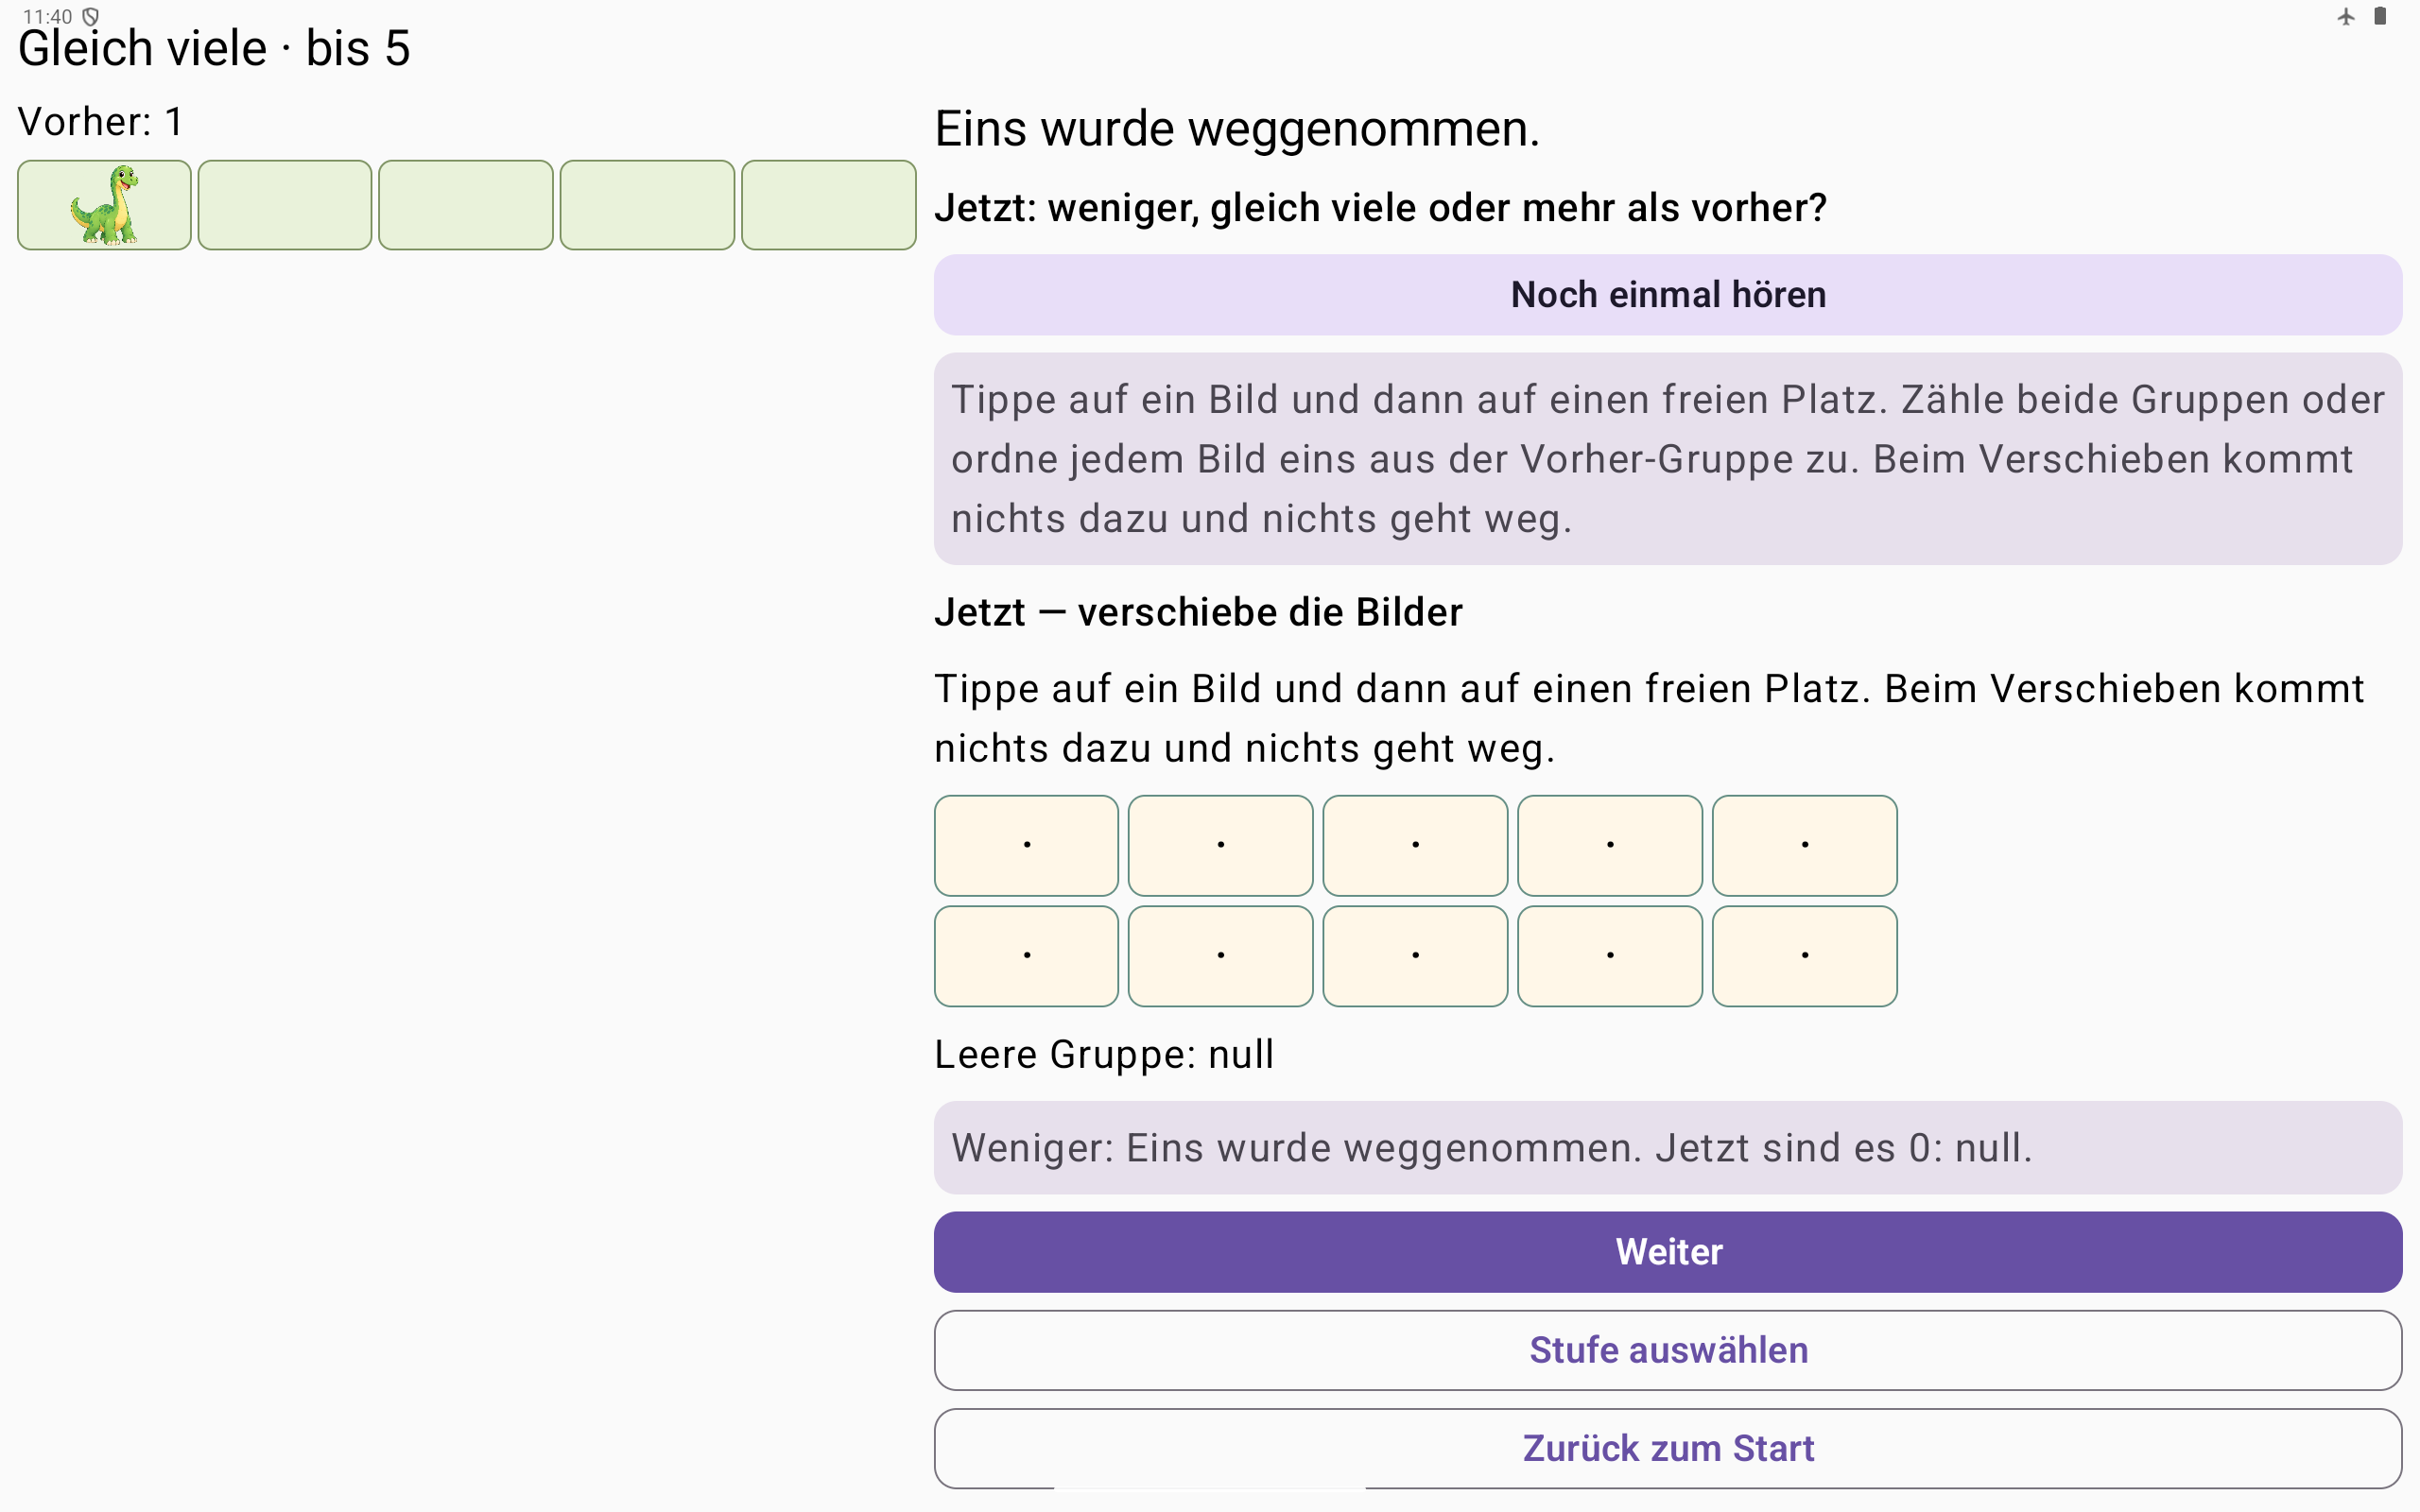 11:40
Gleich viele · bis 5
Vorher: 1
Eins wurde weggenommen.
Jetzt: weniger, gleich viele oder mehr als vorher?
Noch einmal hören
Tippe auf ein Bild und dann auf einen freien Platz. Zähle beide Gruppen oder
ordne jedem Bild eins aus der Vorher-Gruppe zu. Beim Verschieben kommt
nichts dazu und nichts geht weg.
Jetzt — verschiebe die Bilder
Tippe auf ein Bild und dann auf einen freien Platz. Beim Verschieben kommt
nichts dazu und nichts geht weg.
· · · · ·
· · · · ·
Leere Gruppe: null
Weniger: Eins wurde weggenommen. Jetzt sind es 0: null.
Weiter
Stufe auswählen
Zurück zum Start